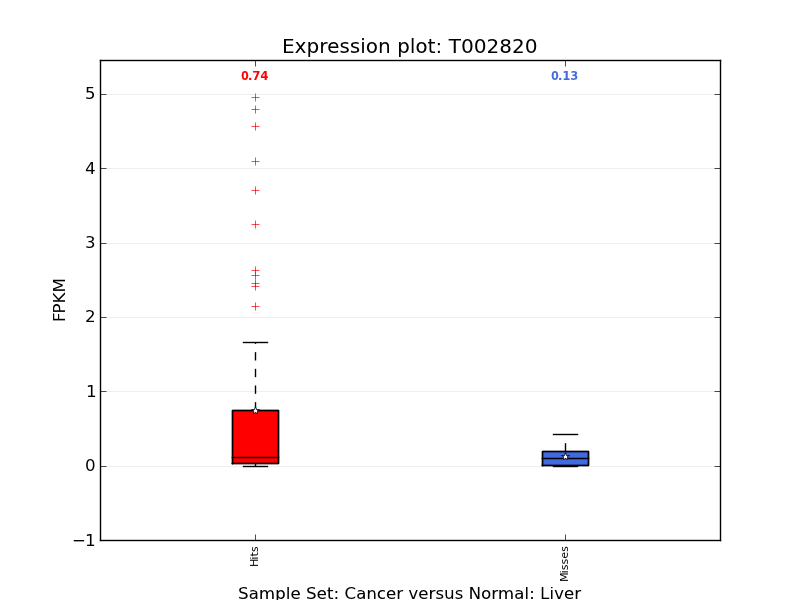 Expression plot: T002820
0.74 0.13
5
4
3
2
1
0
−1
FPKM
Hits Misses
Sample Set: Cancer versus Normal: Liver